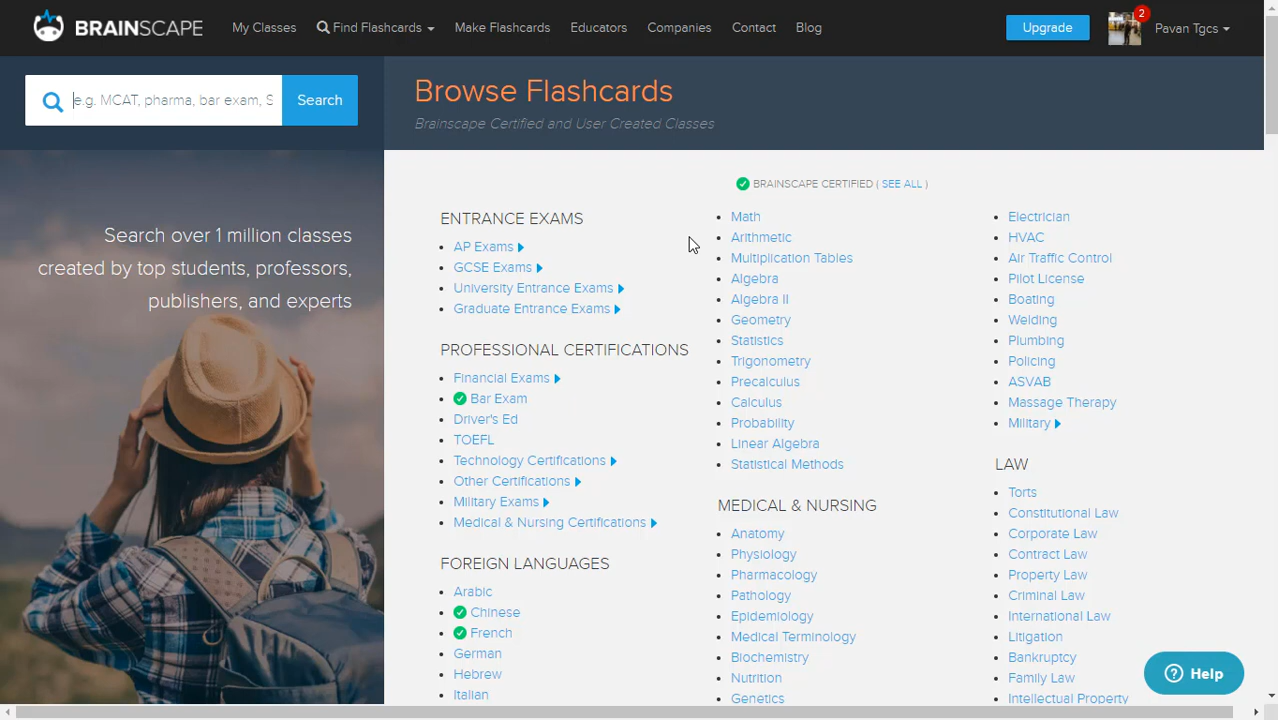 BRAINSCAPE
My Classes
Find Flashcards
Make Flashcards
Educators
Companies
Contact
Blog
Upgrade
2
Pavan Tgcs
e.g. MCAT, pharma, bar exam, S
Search
Browse Flashcards
Brainscape Certified and User Created Classes
Search over 1 million classes
created by top students, professors,
publishers, and experts
BRAINSCAPE CERTIFIED ( SEE ALL )
ENTRANCE EXAMS
AP Exams
GCSE Exams
University Entrance Exams
Graduate Entrance Exams
PROFESSIONAL CERTIFICATIONS
Financial Exams
Bar Exam
Driver's Ed
TOEFL
Technology Certifications
Other Certifications
Military Exams
Medical & Nursing Certifications
FOREIGN LANGUAGES
Arabic
Chinese
French
German
Hebrew
Italian
Math
Arithmetic
Multiplication Tables
Algebra
Algebra II
Geometry
Statistics
Trigonometry
Precalculus
Calculus
Probability
Linear Algebra
Statistical Methods
MEDICAL & NURSING
Anatomy
Physiology
Pharmacology
Pathology
Epidemiology
Medical Terminology
Biochemistry
Nutrition
Genetics
Electrician
HVAC
Air Traffic Control
Pilot License
Boating
Welding
Plumbing
Policing
ASVAB
Massage Therapy
Military
LAW
Torts
Constitutional Law
Corporate Law
Contract Law
Property Law
Criminal Law
International Law
Litigation
Bankruptcy
Family Law
Intellectual Property
Help